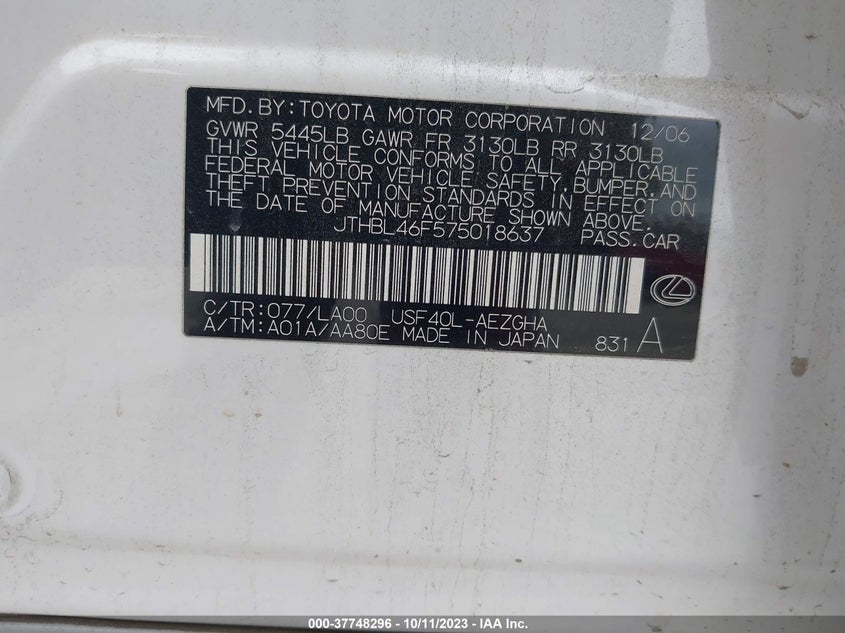 MFD. BY: TOYOTA MOTOR CORPORATION 12/06
GVWR 5445LB GAWR FR 3130LB RR 3130LB
THIS VEHICLE CONFORMS TO ALL APPLICABLE
FEDERAL MOTOR VEHICLE SAFETY, BUMPER, AND
THEFT PREVENTION STANDARDS IN EFFECT ON
THE DATE OF MANUFACTURE SHOWN ABOVE.
JTHBL46F575018637 PASS.CAR
C/TR: 077/LA00 USF40L-AEZGHA
A/TM: A01A/AA80E MADE IN JAPAN 831 A
000-37748296 - 10/11/2023 - IAA Inc.